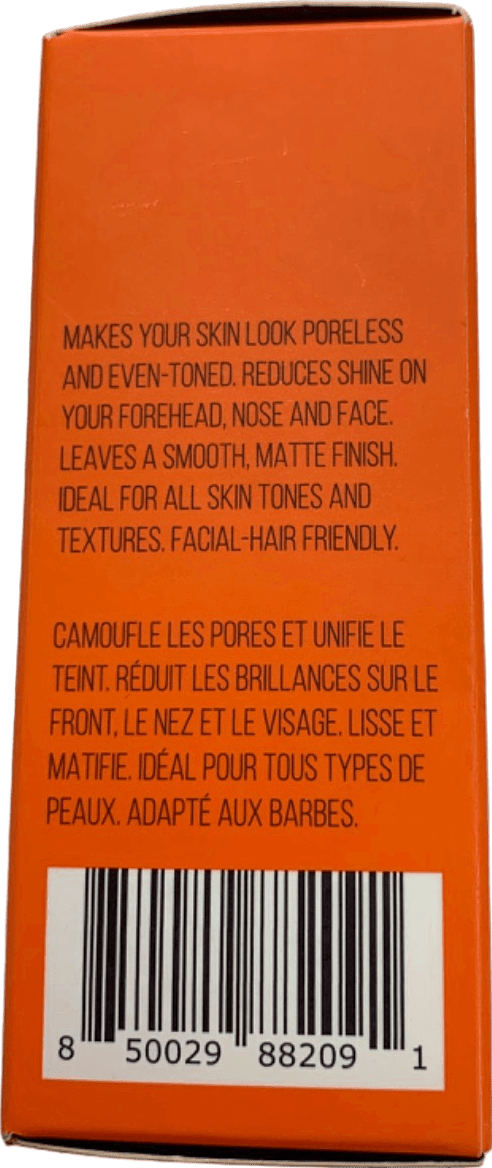 MAKES YOUR SKIN LOOK PORELESS
AND EVEN-TONED. REDUCES SHINE ON
YOUR FOREHEAD, NOSE AND FACE.
LEAVES A SMOOTH, MATTE FINISH.
IDEAL FOR ALL SKIN TONES AND
TEXTURES. FACIAL-HAIR FRIENDLY.
CAMOUFLE LES PORES ET UNIFIE LE
TEINT. RÉDUIT LES BRILLANCES SUR LE
FRONT, LE NEZ ET LE VISAGE. LISSE ET
MATIFIE. IDÉAL POUR TOUS TYPES DE
PEAUX. ADAPTÉ AUX BARBES.
8 50029 88209 1